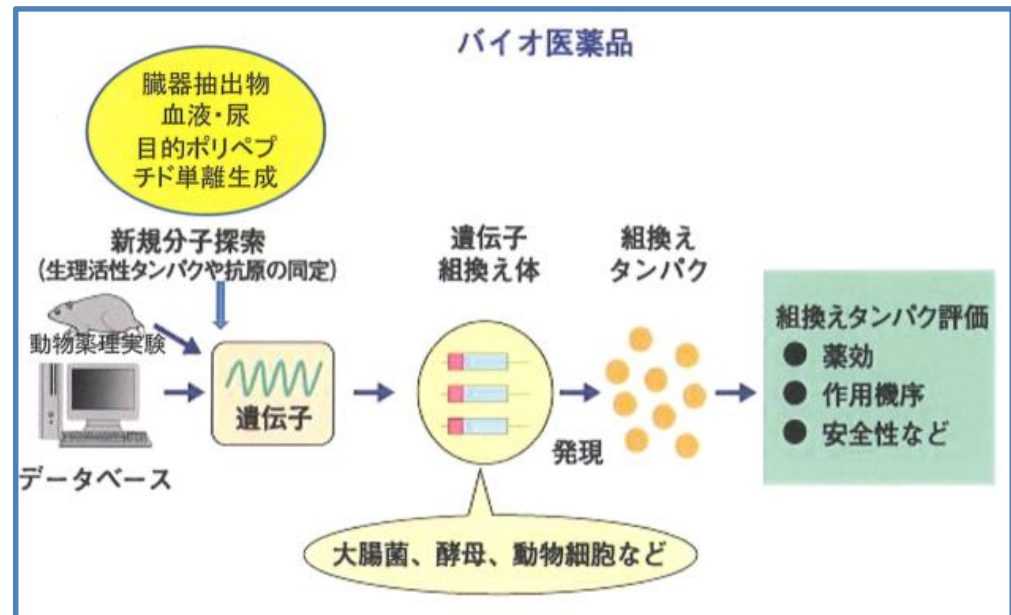 バイオ医薬品
臓器抽出物
血液・尿
目的ポリペプ
チド単離生成
新規分子探索
(生理活性タンパクや抗原の同定)
動物薬理実験
データベース
遺伝子
遺伝子
組換え体
発現
大腸菌、酵母、動物細胞など
組換え
タンパク
組換えタンパク評価
● 薬効
● 作用機序
● 安全性など